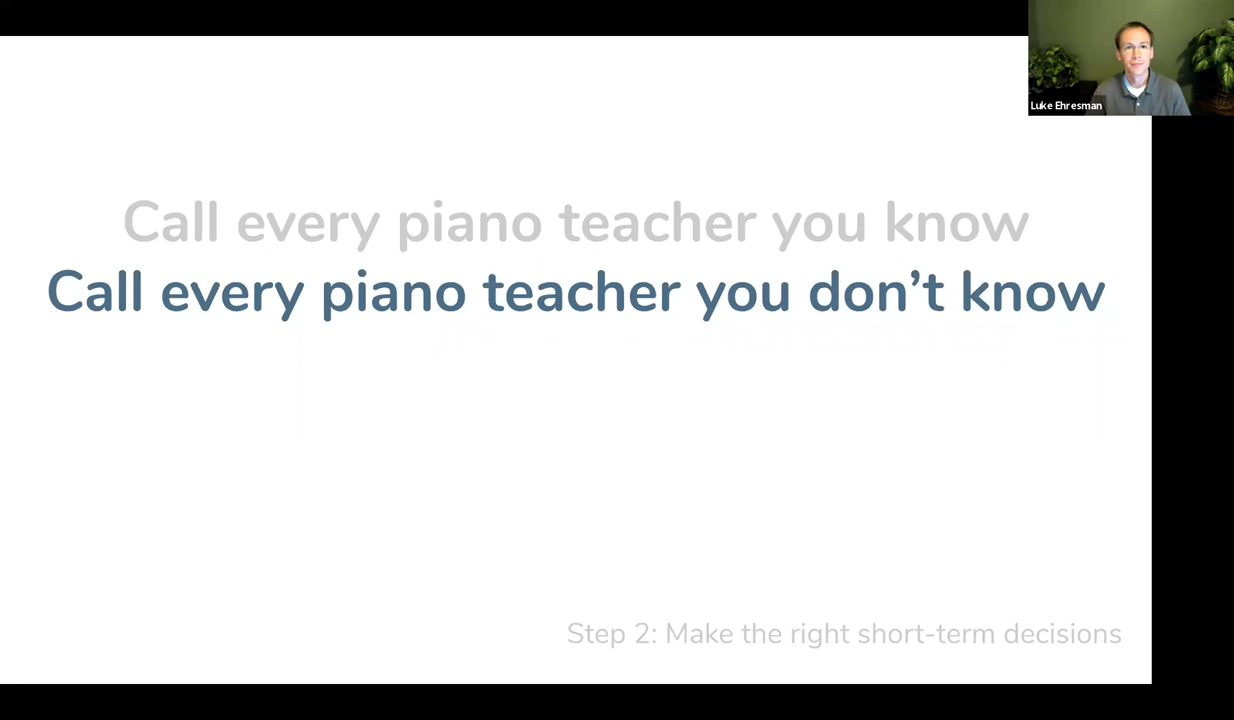 Luke Ehresman
Call every piano teacher you know
Call every piano teacher you don’t know
Step 2: Make the right short-term decisions